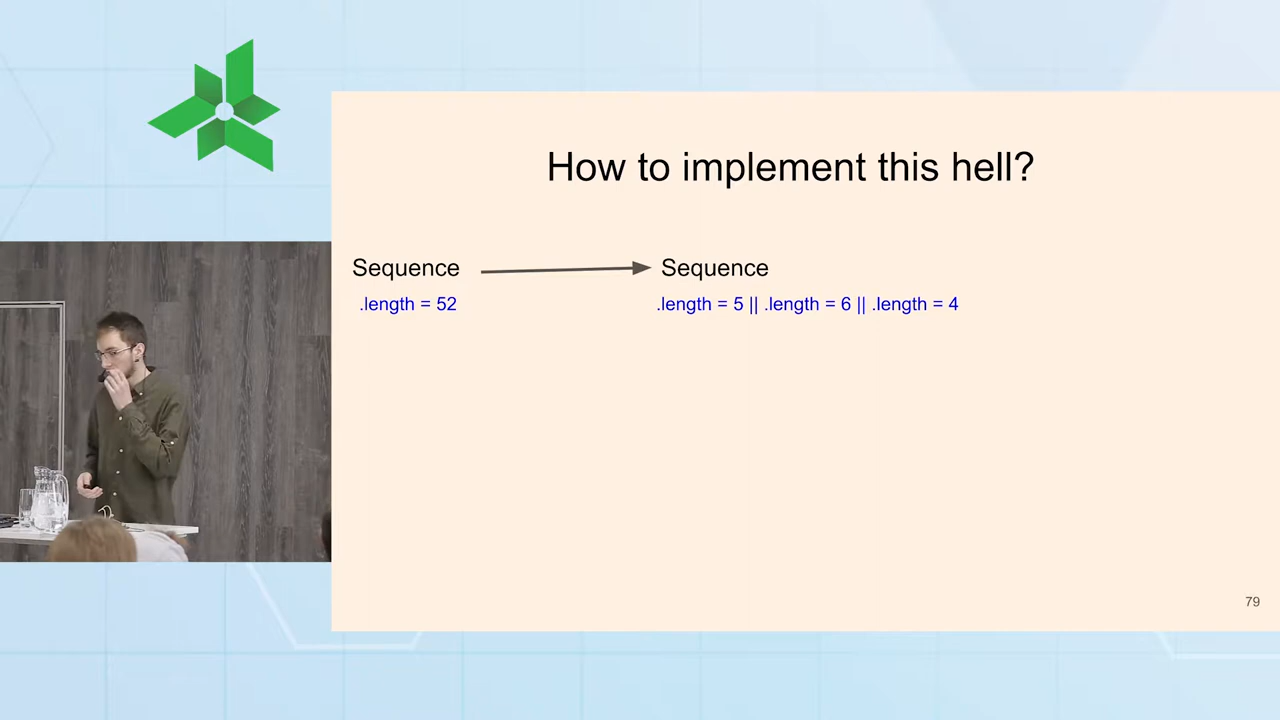 How to implement this hell?
Sequence
Sequence
.length = 52
.length = 5 || .length = 6 || .length = 4
79